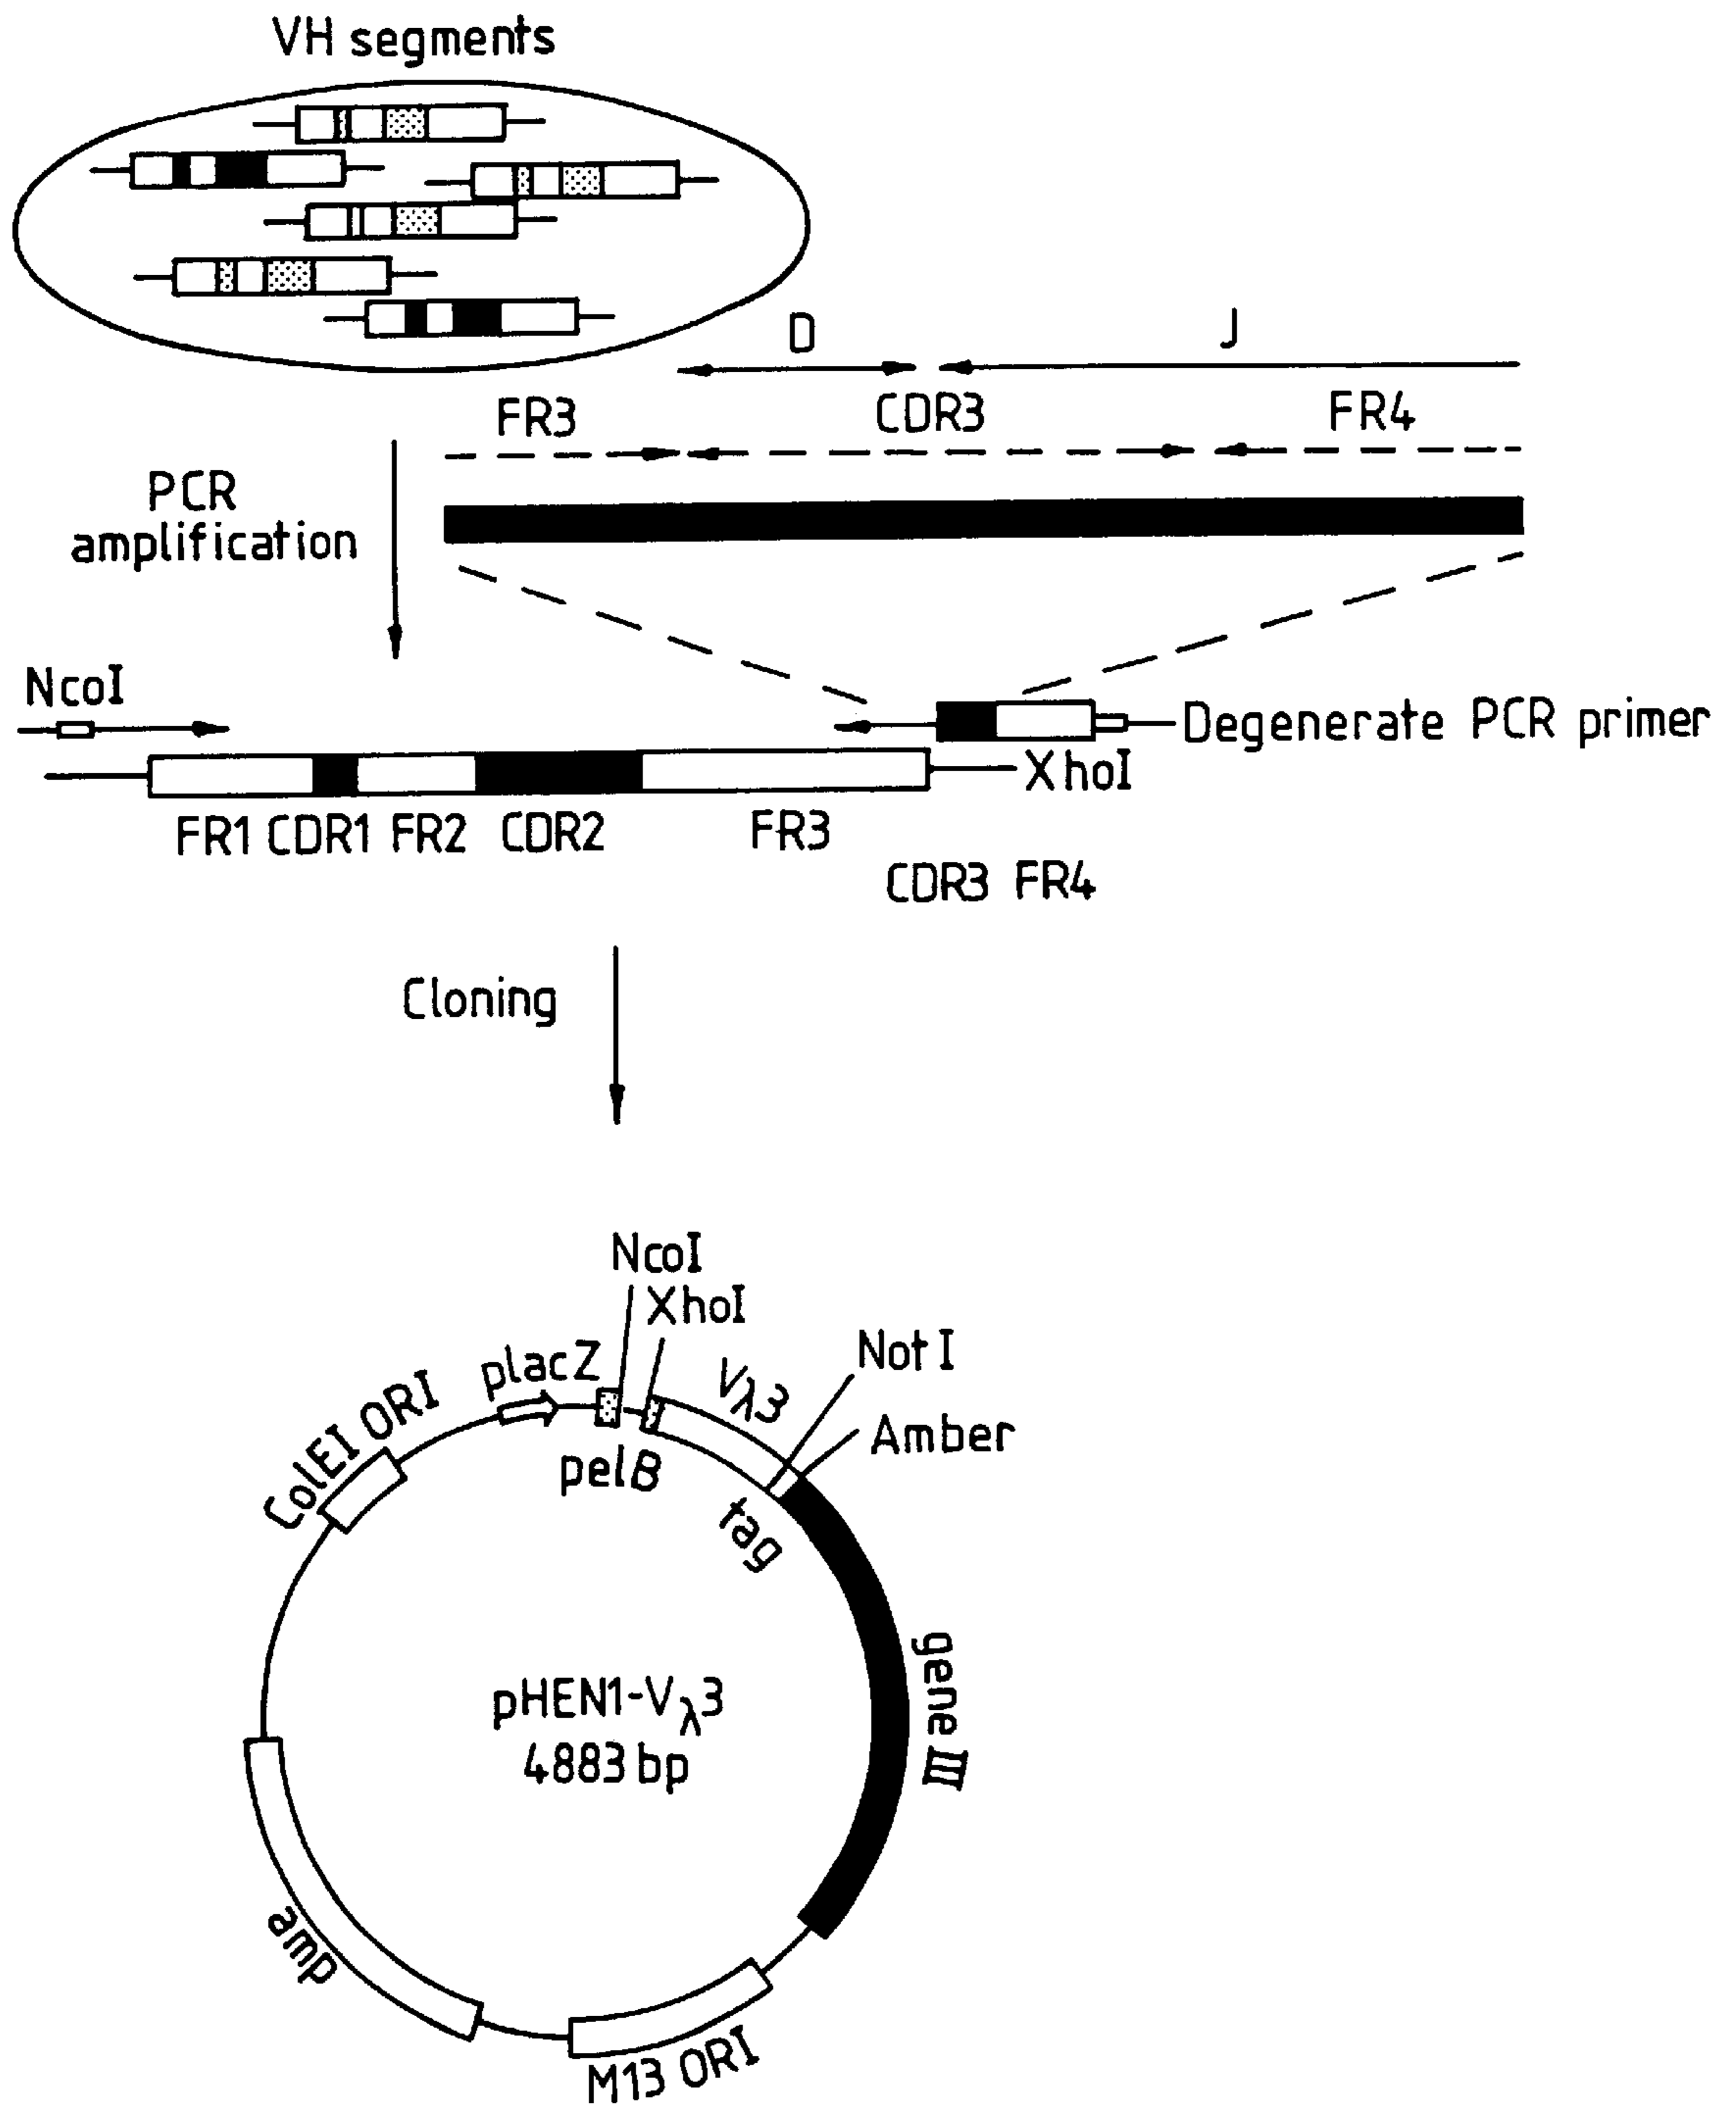 VH segments
D
J
FR3
CDR3
FR4
PCR
amplification
NcoI
Degenerate PCR primer
XhoI
FR1 CDR1 FR2 CDR2 FR3
CDR3 FR4
Cloning
NcoI
XhoI
NotI
placZ
Vλ3
ColEI ORI
Amber
pelB
tag
gene III
pHEN1-Vλ3
4883 bp
amp
M13 ORI